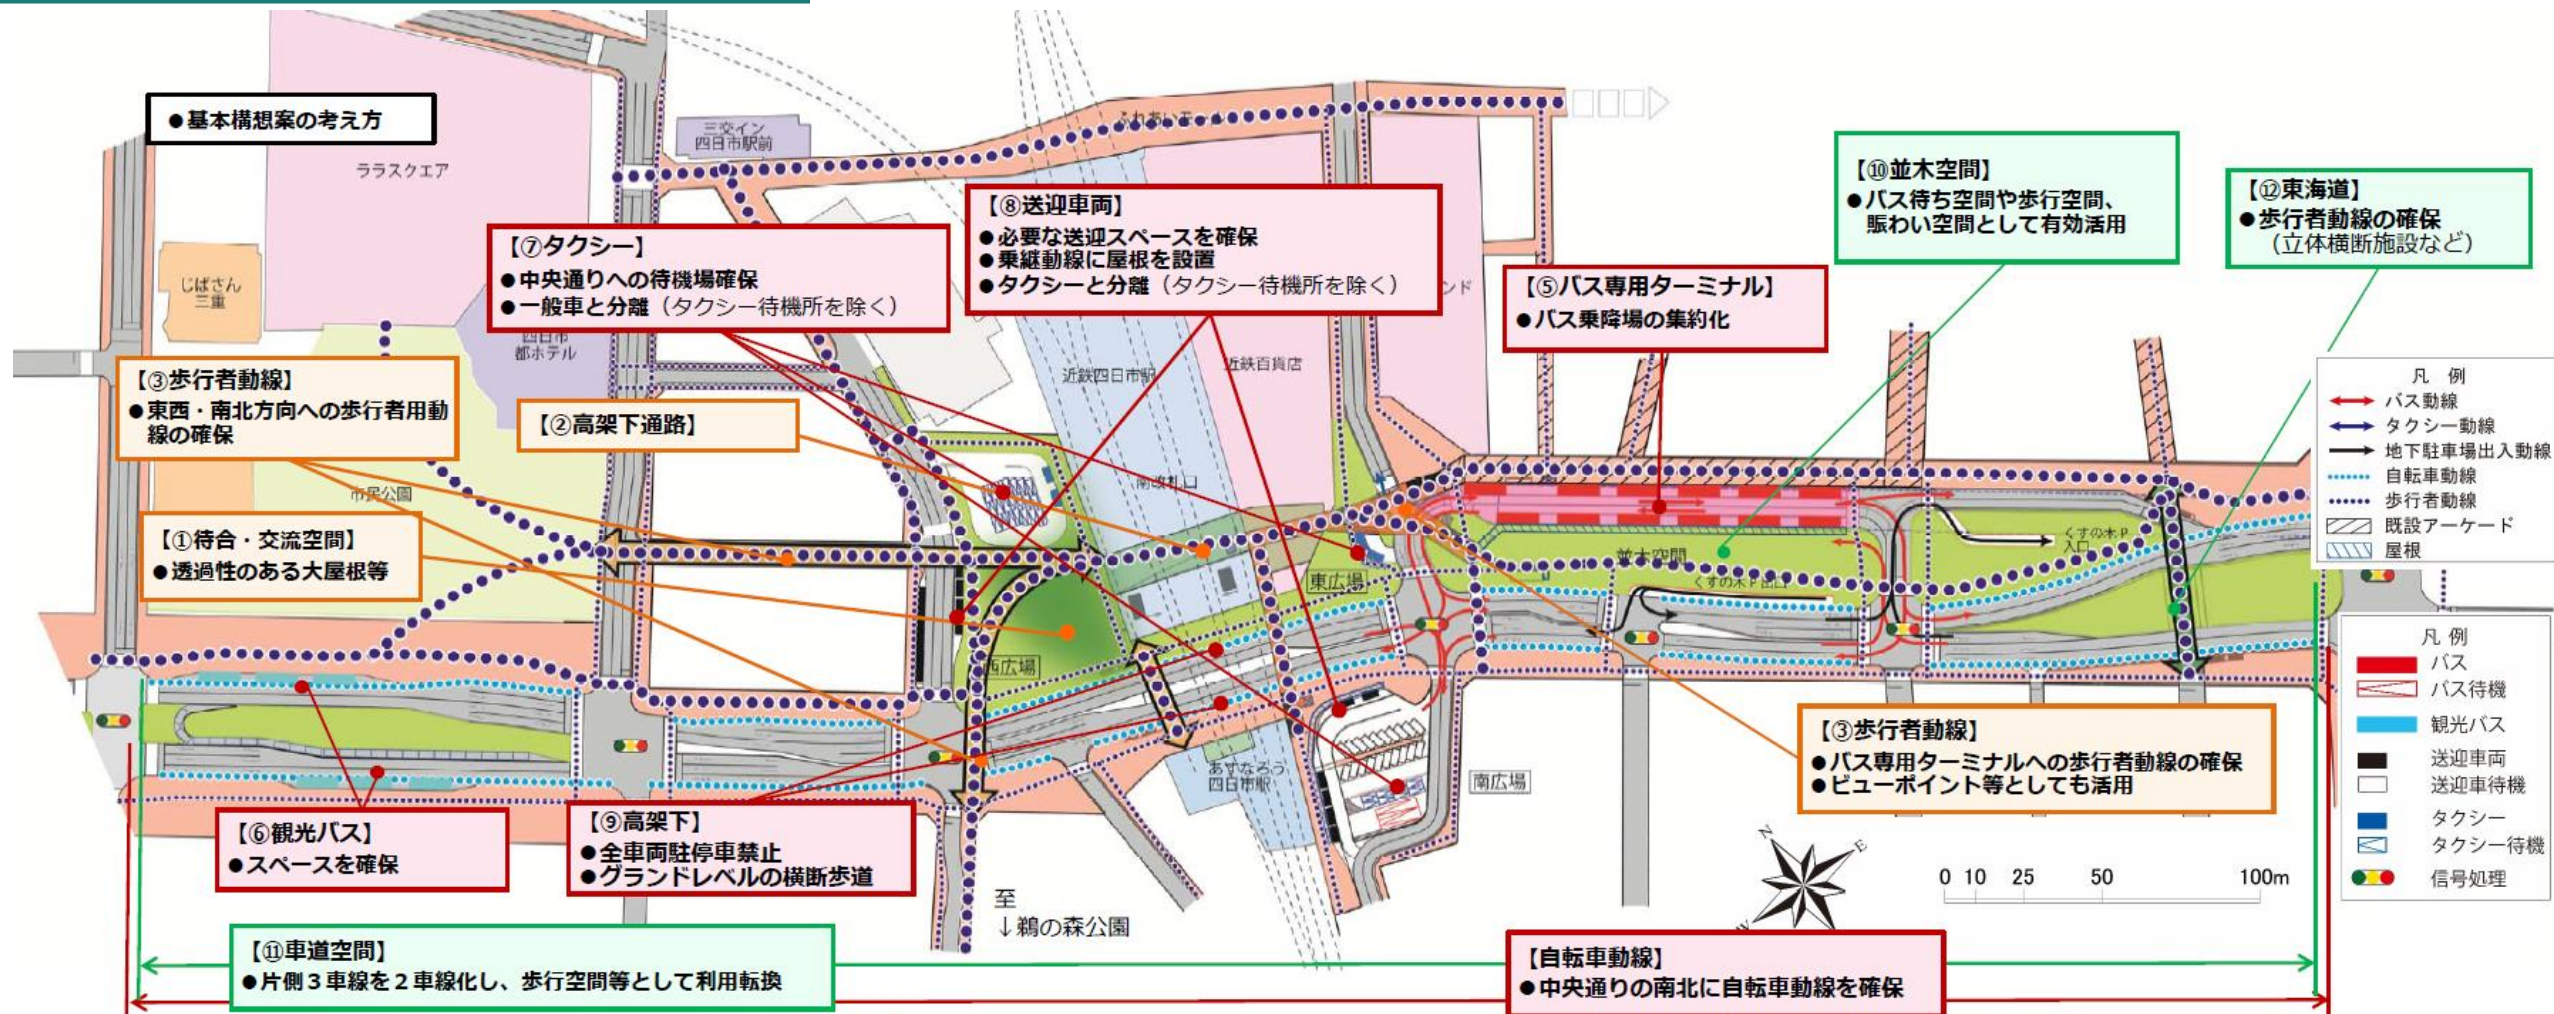 ●基本構想案の考え方
ララスクエア
三交イン
四日市駅前
ふれあいモール
じばさん
三重
四日市
都ホテル
近鉄四日市駅
近鉄百貨店
南改札口
市民公園
【⑦タクシー】
●中央通りへの待機場確保
●一般車と分離（タクシー待機所を除く）
【⑧送迎車両】
●必要な送迎スペースを確保
●乗継動線に屋根を設置
●タクシーと分離（タクシー待機所を除く）
ンド
【⑤バス専用ターミナル】
●バス乗降場の集約化
【⑩並木空間】
●バス待ち空間や歩行空間、
賑わい空間として有効活用
【⑫東海道】
●歩行者動線の確保
（立体横断施設など）
【③歩行者動線】
●東西・南北方向への歩行者用動
線の確保
【②高架下通路】
【①待合・交流空間】
●透過性のある大屋根等
凡 例
バス動線
タクシー動線
地下駐車場出入動線
自転車動線
歩行者動線
既設アーケード
屋根
並木空間
くすの木P
入口
くすの木P出口
東広場
西広場
南広場
あすなろう
四日市駅
凡 例
バス
バス待機
観光バス
送迎車両
送迎車待機
タクシー
タクシー待機
信号処理
【③歩行者動線】
●バス専用ターミナルへの歩行者動線の確保
●ビューポイント等としても活用
【⑥観光バス】
●スペースを確保
【⑨高架下】
●全車両駐停車禁止
●グランドレベルの横断歩道
至
↓鵜の森公園
N
E
W
0 10 25 50 100m
【⑪車道空間】
●片側３車線を２車線化し、歩行空間等として利用転換
【自転車動線】
●中央通りの南北に自転車動線を確保